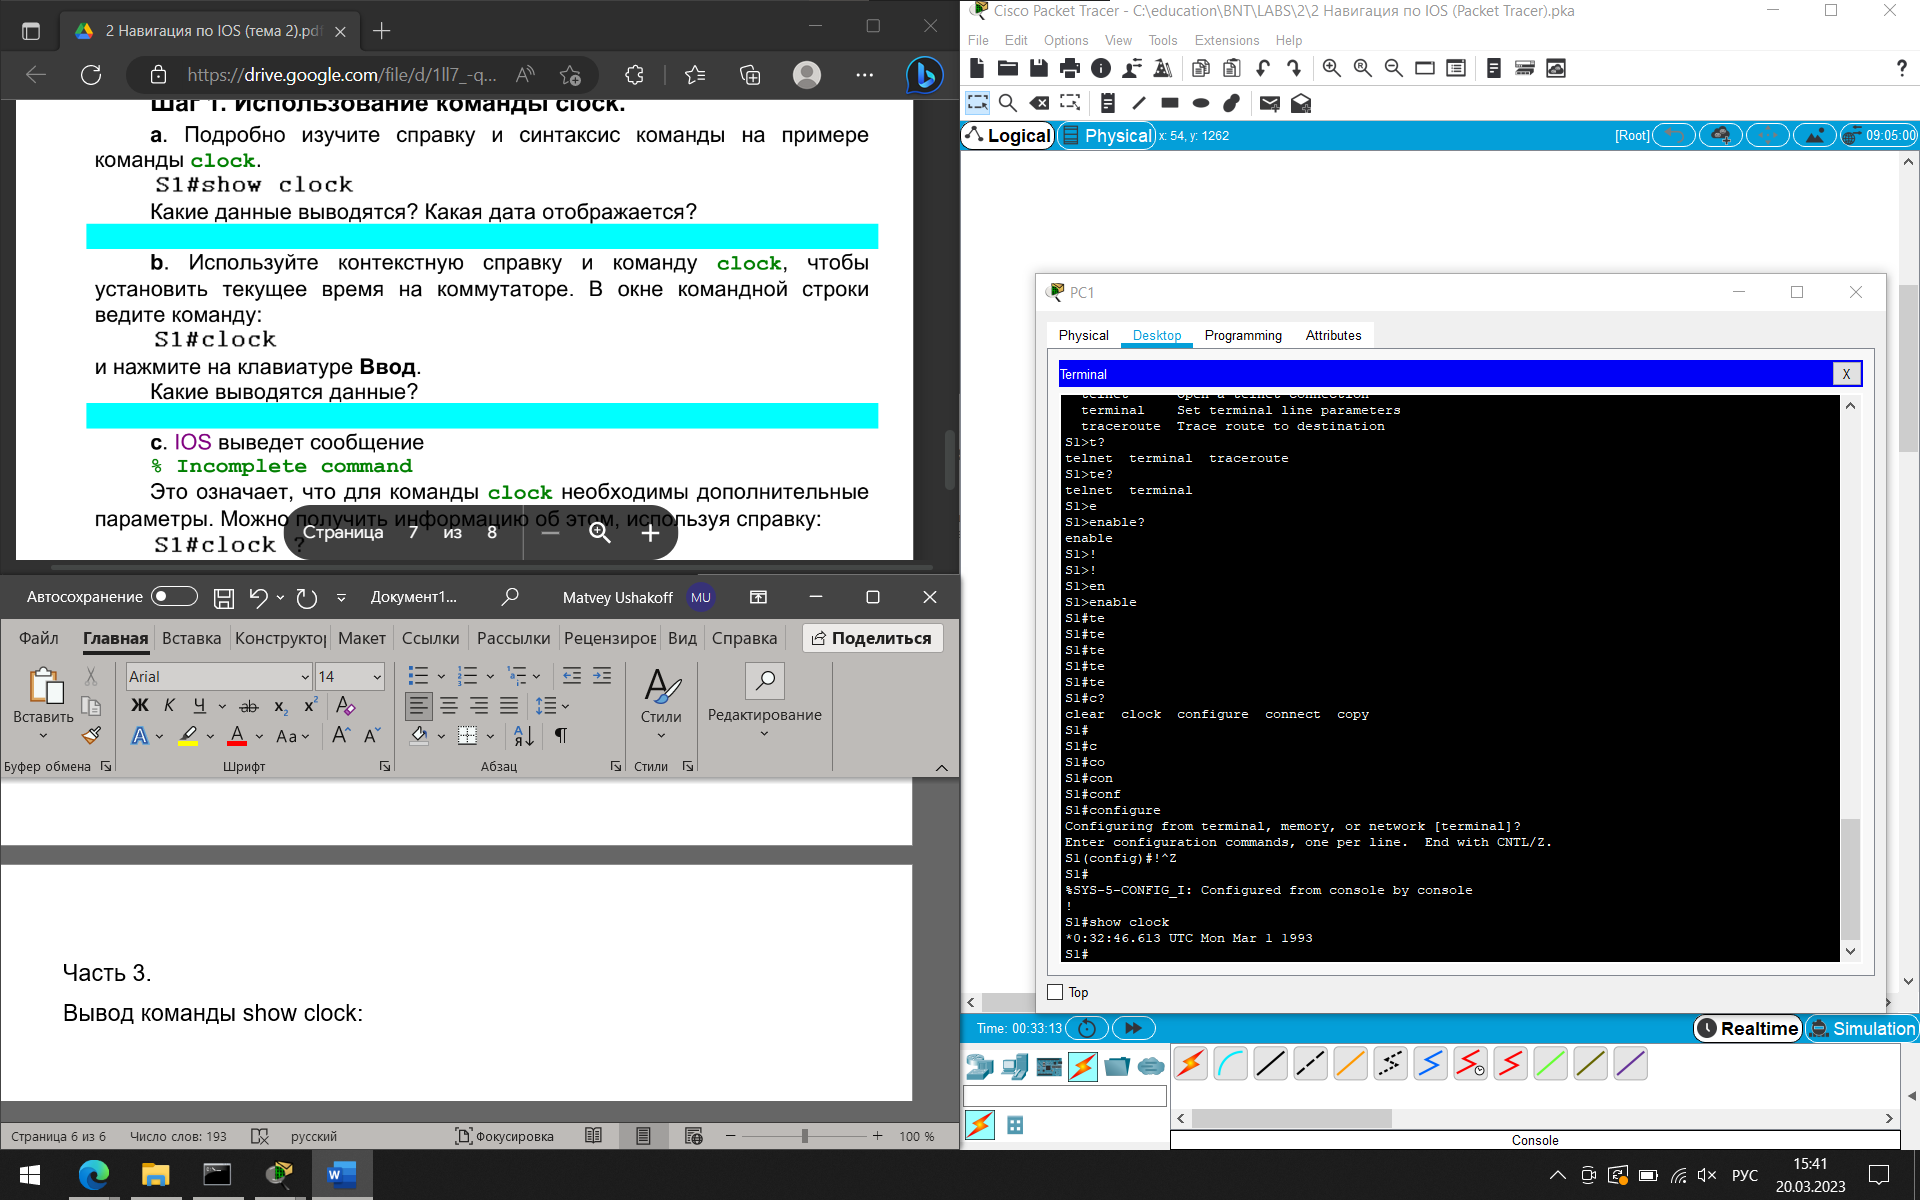 2 Навигация по IOS (тема 2).pdf
https://drive.google.com/file/d/1ll7_-q...
Шаг 1. Использование команды clock.
a. Подробно изучите справку и синтаксис команды на примере
команды clock.
S1#show clock
Какие данные выводятся? Какая дата отображается?
b. Используйте контекстную справку и команду clock, чтобы
установить текущее время на коммутаторе. В окне командной строки
ведите команду:
S1#clock
и нажмите на клавиатуре Ввод.
Какие выводятся данные?
c. IOS выведет сообщение
% Incomplete command
Это означает, что для команды clock необходимы дополнительные
параметры. Можно получить информацию об этом, используя справку:
S1#clock ?
Страница 7 из 8
Автосохранение
Документ1...
Matvey Ushakoff MU
Файл Главная Вставка Конструктор Макет Ссылки Рассылки Рецензиров Вид Справка Поделиться
Вставить
Arial 14
Ж К Ч ab x₂ x²
Aa
Стили
Редактирование
Буфер обмена Шрифт Абзац Стили
Часть 3.
Вывод команды show clock:
Страница 6 из 6 Число слов: 193 русский Фокусировка 100 %
Cisco Packet Tracer - C:\education\BNT\LABS\2\2 Навигация по IOS (Packet Tracer).pka
File Edit Options View Tools Extensions Help
Logical Physical x: 54, y: 1262 [Root] 09:05:00
PC1
Physical Desktop Programming Attributes
Terminal X
telnet Open a telnet connection
terminal Set terminal line parameters
traceroute Trace route to destination
S1>t?
telnet terminal traceroute
S1>te?
telnet terminal
S1>e
S1>enable?
enable
S1>!
S1>!
S1>en
S1>enable
S1#te
S1#te
S1#te
S1#te
S1#te
S1#c?
clear clock configure connect copy
S1#
S1#c
S1#co
S1#con
S1#conf
S1#configure
Configuring from terminal, memory, or network [terminal]?
Enter configuration commands, one per line. End with CNTL/Z.
S1(config)#!^Z
S1#
%SYS-5-CONFIG_I: Configured from console by console
!
S1#show clock
*0:32:46.613 UTC Mon Mar 1 1993
S1#
Top
Time: 00:33:13
Realtime Simulation
Console
РУС
15:41
20.03.2023